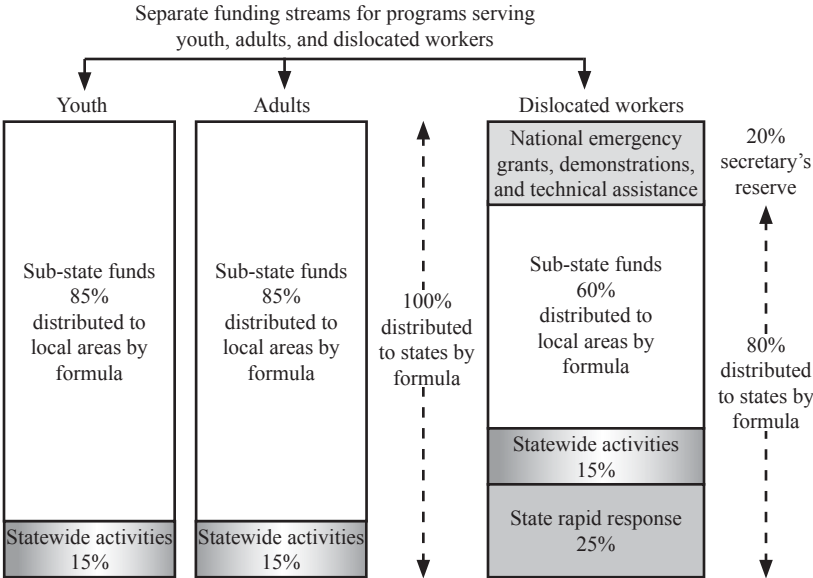 Separate funding streams for programs serving
youth, adults, and dislocated workers
Youth
Adults
Dislocated workers
Sub-state funds
85%
distributed to
local areas by
formula
Statewide activities
15%
Sub-state funds
85%
distributed to
local areas by
formula
Statewide activities
15%
100%
distributed
to states by
formula
National emergency
grants, demonstrations,
and technical assistance
Sub-state funds
60%
distributed to
local areas by
formula
Statewide activities
15%
State rapid response
25%
20%
secretary's
reserve
80%
distributed
to states by
formula